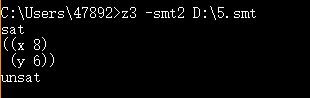 C:\Users\47892>z3 -smt2 D:\5.smt
sat
((x 8)
 (y 6))
unsat